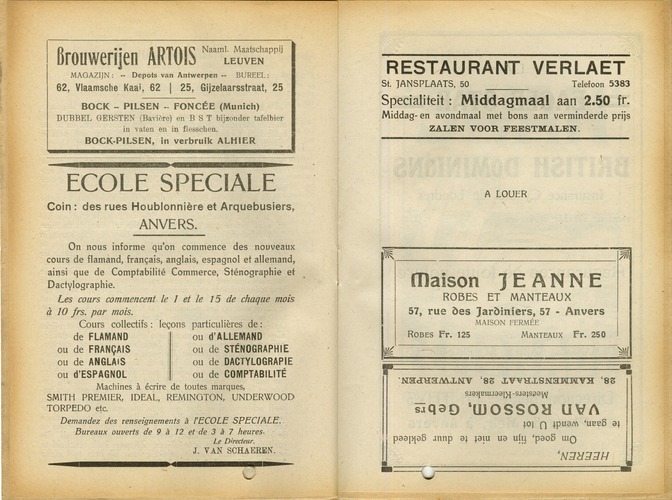 Brouwerijen ARTOIS Naaml. Maatschappij
LEUVEN
MAGAZIJN: -- Depots van Antwerpen -- BUREEL:
62, Vlaamsche Kaai, 62 | 25, Gijzelaarsstraat, 25
BOCK – PILSEN – FONCÉE (Munich)
DUBBEL GERSTEN (Bavière) en B S T bijzonder tafelbier
in vaten en in flesschen.
BOCK-PILSEN, in verbruik ALHIER
ECOLE SPECIALE
Coin : des rues Houblonnière et Arquebusiers,
ANVERS.
On nous informe qu'on commence des nouveaux
cours de flamand, français, anglais, espagnol et allemand,
ainsi que de Comptabilité Commerce, Sténographie et
Dactylographie.
Les cours commencent le 1 et le 15 de chaque mois
à 10 frs. par mois.
Cours collectifs : leçons particulières de :
de FLAMAND ou d'ALLEMAND
ou de FRANÇAIS ou de STÉNOGRAPHIE
ou de ANGLAIS ou de DACTYLOGRAPIE
ou d'ESPAGNOL ou de COMPTABILITÉ
Machines à écrire de toutes marques,
SMITH PREMIER, IDEAL, REMINGTON, UNDERWOOD
TORPEDO etc.
Demandez des renseignements à l'ECOLE SPECIALE.
Bureaux ouverts de 9 à 12 et de 3 à 7 heures.
Le Directeur.
J. VAN SCHAEREN.
RESTAURANT VERLAET
St. JANSPLAATS, 50 Telefoon 5383
Specialiteit : Middagmaal aan 2.50 fr.
Middag- en avondmaal met bons aan verminderde prijs
ZALEN VOOR FEESTMALEN.
A LOUER
Maison JEANNE
ROBES ET MANTEAUX
57, rue des Jardiniers, 57 - Anvers
MAISON FERMÉE
ROBES Fr. 125 MANTEAUX Fr. 250
HEEREN,
Om goed, fijn en niet te duur gekleed
te gaan, wendt U tot
VAN ROSSOM, Gebrs
Meesters-Kleermakers
28, KAMMENSTRAAT 28, ANTWERPEN.